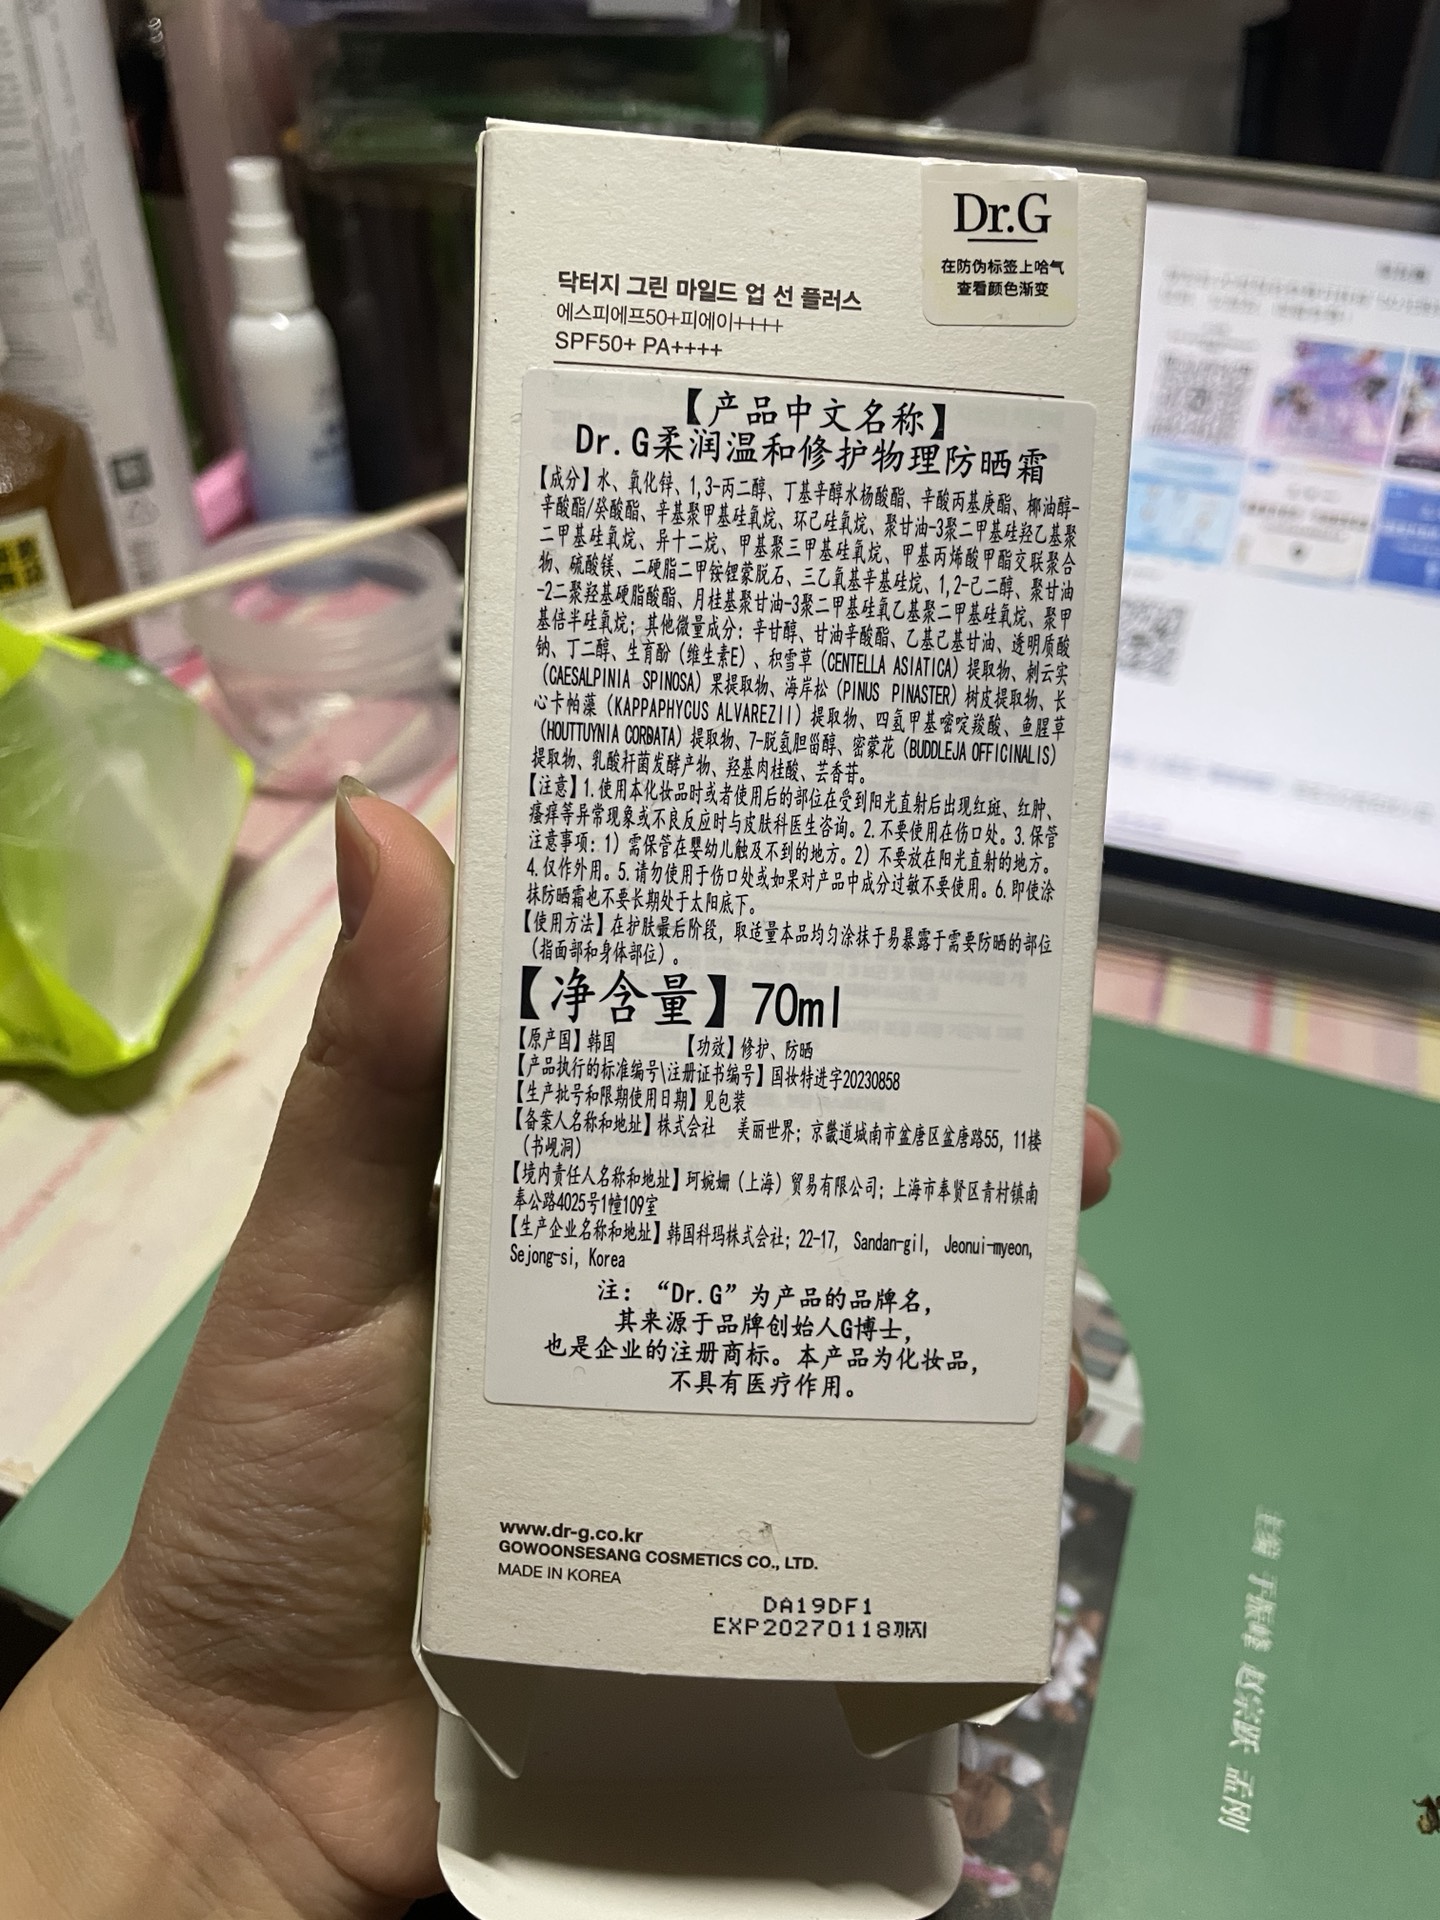 Dr.G
在防伪标签上哈气
查看颜色渐变
닥터지 그린 마일드 업 선 플러스
에스피에프50+피에이++++
SPF50+ PA++++
【产品中文名称】
Dr.G柔润温和修护物理防晒霜
【成分】水、氧化锌、1,3-丙二醇、丁基辛醇水杨酸酯、辛酸丙基庚酯、椰油醇-
辛酸酯/癸酸酯、辛基聚甲基硅氧烷、环己硅氧烷、聚甘油-3聚二甲基硅羟乙基聚
二甲基硅氧烷、异十二烷、甲基聚三甲基硅氧烷、甲基丙烯酸甲酯交联聚合
物、硫酸镁、二硬脂二甲铵锂蒙脱石、三乙氧基辛基硅烷、1,2-己二醇、聚甘油
-2二聚羟基硬脂酸酯、月桂基聚甘油-3聚二甲基硅氧乙基聚二甲基硅氧烷、聚甲
基倍半硅氧烷；其他微量成分：辛甘醇、甘油辛酸酯、乙基己基甘油、透明质酸
钠、丁二醇、生育酚（维生素E）、积雪草（CENTELLA ASIATICA）提取物、刺云实
（CAESALPINIA SPINOSA）果提取物、海岸松（PINUS PINASTER）树皮提取物、长
心卡帕藻（KAPPAPHYCUS ALVAREZII）提取物、四氢甲基嘧啶羧酸、鱼腥草
（HOUTTUYNIA CORDATA）提取物、7-脱氢胆甾醇、密蒙花（BUDDLEJA OFFICINALIS）
提取物、乳酸杆菌发酵产物、羟基肉桂酸、芸香苷。
【注意】1.使用本化妆品时或者使用后的部位在受到阳光直射后出现红斑、红肿、
瘙痒等异常现象或不良反应时与皮肤科医生咨询。2.不要使用在伤口处。3.保管
注意事项：1）需保管在婴幼儿触及不到的地方。2）不要放在阳光直射的地方。
4.仅作外用。5.请勿使用于伤口处或如果对产品中成分过敏不要使用。6.即使涂
抹防晒霜也不要长期处于太阳底下。
【使用方法】在护肤最后阶段，取适量本品均匀涂抹于易暴露于需要防晒的部位
（指面部和身体部位）。
【净含量】70ml
【原产国】韩国 【功效】修护、防晒
【产品执行的标准编号\注册证书编号】国妆特进字20230858
【生产批号和限期使用日期】见包装
【备案人名称和地址】株式会社 美丽世界；京畿道城南市盆唐区盆唐路55，11楼
（书岘洞）
【境内责任人名称和地址】珂婉姗（上海）贸易有限公司；上海市奉贤区青村镇南
奉公路4025号1幢109室
【生产企业名称和地址】韩国科玛株式会社；22-17, Sandan-gil, Jeonui-myeon,
Sejong-si, Korea
注：“Dr.G”为产品的品牌名，
其来源于品牌创始人G博士，
也是企业的注册商标。本产品为化妆品，
不具有医疗作用。
www.dr-g.co.kr
GOWOONSESANG COSMETICS CO., LTD.
MADE IN KOREA
DA19DF1
EXP20270118까지